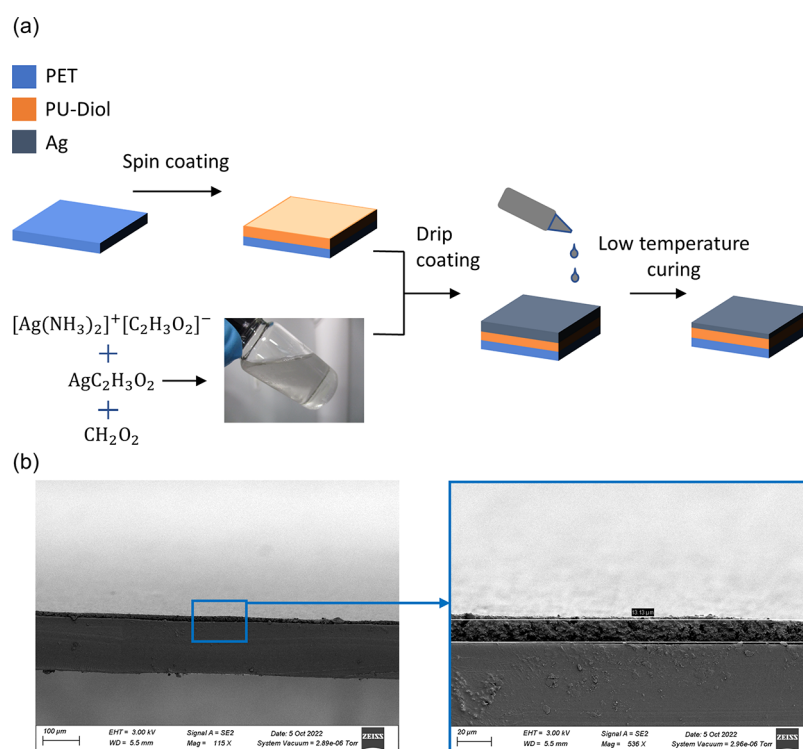 (a)
PET
PU-Diol
Ag
Spin coating
Drip
coating
Low temperature
curing
[Ag(NH₃)₂]⁺[C₂H₃O₂]⁻
+
AgC₂H₃O₂
+
CH₂O₂
(b)
13.13 µm
100 µm
EHT = 3.00 kV
WD = 5.5 mm
Signal A = SE2
Mag = 115 X
Date: 5 Oct 2022
System Vacuum = 2.89e-06 Torr
ZEISS
20 µm
EHT = 3.00 kV
WD = 5.5 mm
Signal A = SE2
Mag = 536 X
Date: 5 Oct 2022
System Vacuum = 2.96e-06 Torr
ZEISS